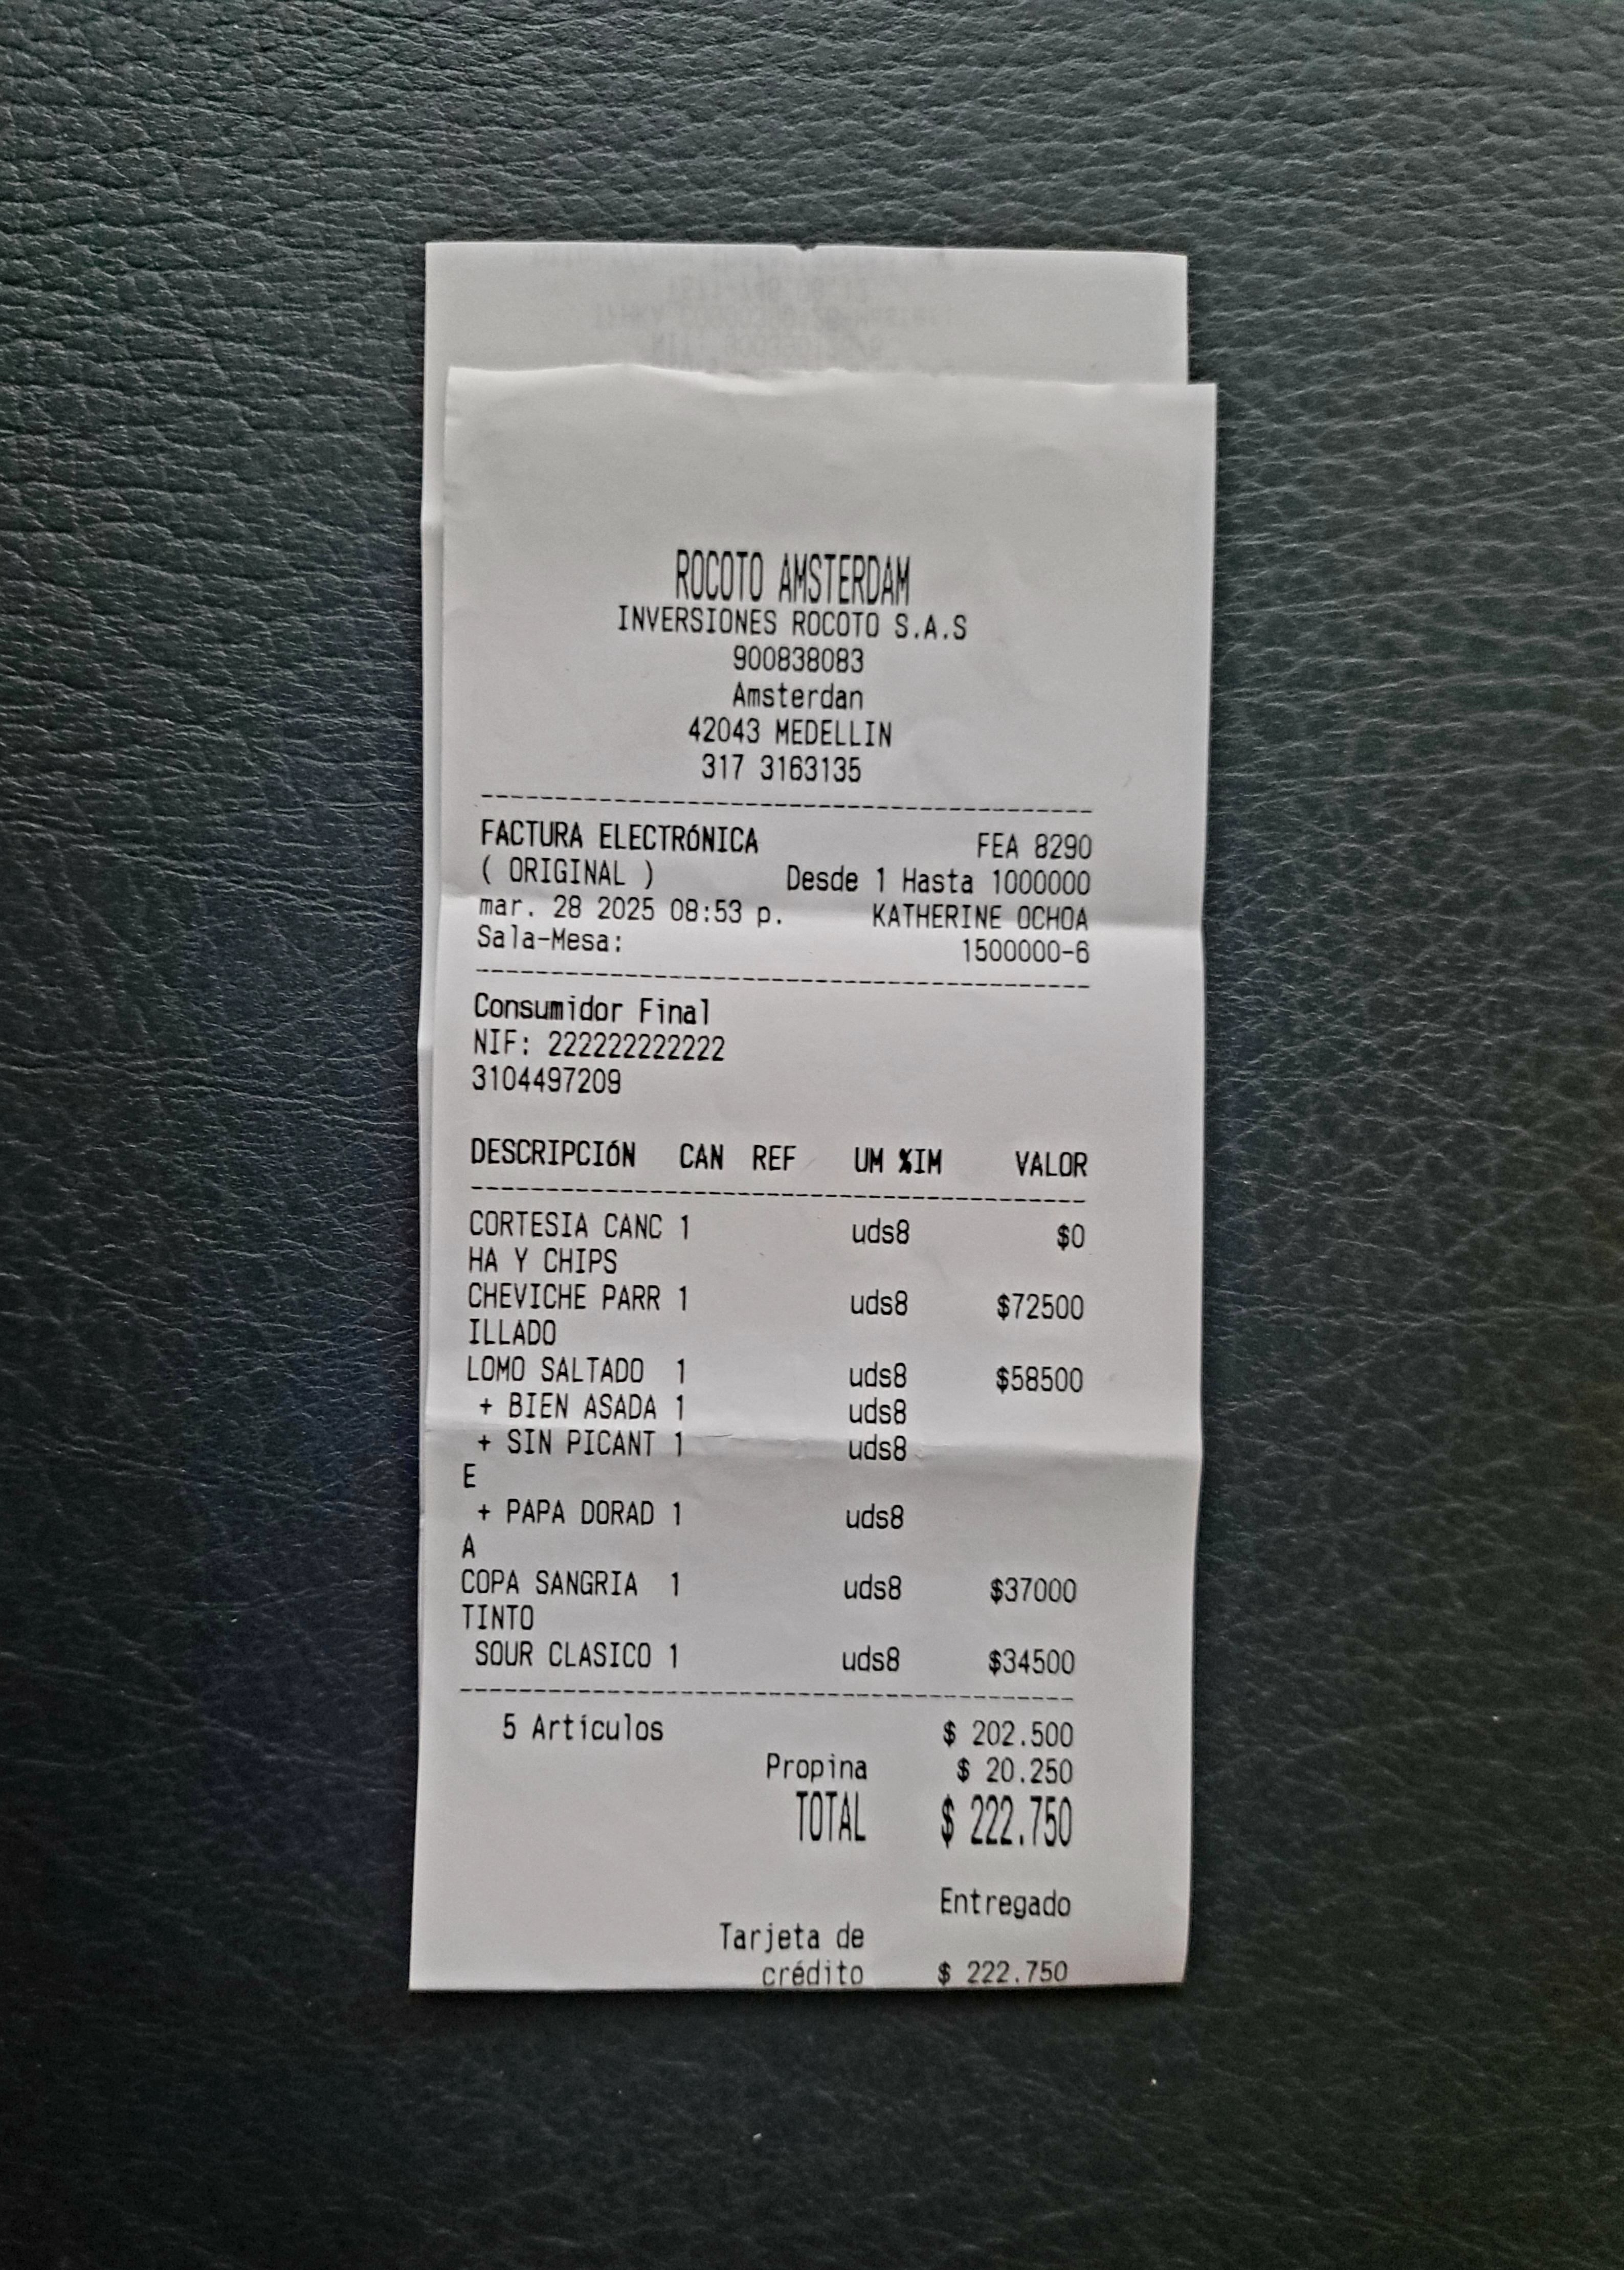 ROCOTO AMSTERDAM
INVERSIONES ROCOTO S.A.S
900838083
Amsterdan
42043 MEDELLIN
317 3163135
FACTURA ELECTRÓNICA FEA 8290
( ORIGINAL ) Desde 1 Hasta 1000000
mar. 28 2025 08:53 p. KATHERINE OCHOA
Sala-Mesa: 1500000-6
Consumidor Final
NIF: 222222222222
3104497209
DESCRIPCIÓN CAN REF UM %IM VALOR
CORTESIA CANC 1 uds8 $0
HA Y CHIPS
CHEVICHE PARR 1 uds8 $72500
ILLADO
LOMO SALTADO 1 uds8 $58500
+ BIEN ASADA 1 uds8
+ SIN PICANT 1 uds8
E
+ PAPA DORAD 1 uds8
A
COPA SANGRIA 1 uds8 $37000
TINTO
SOUR CLASICO 1 uds8 $34500
5 Artículos $ 202.500
Propina $ 20.250
TOTAL $ 222.750
Entregado
Tarjeta de
crédito $ 222.750